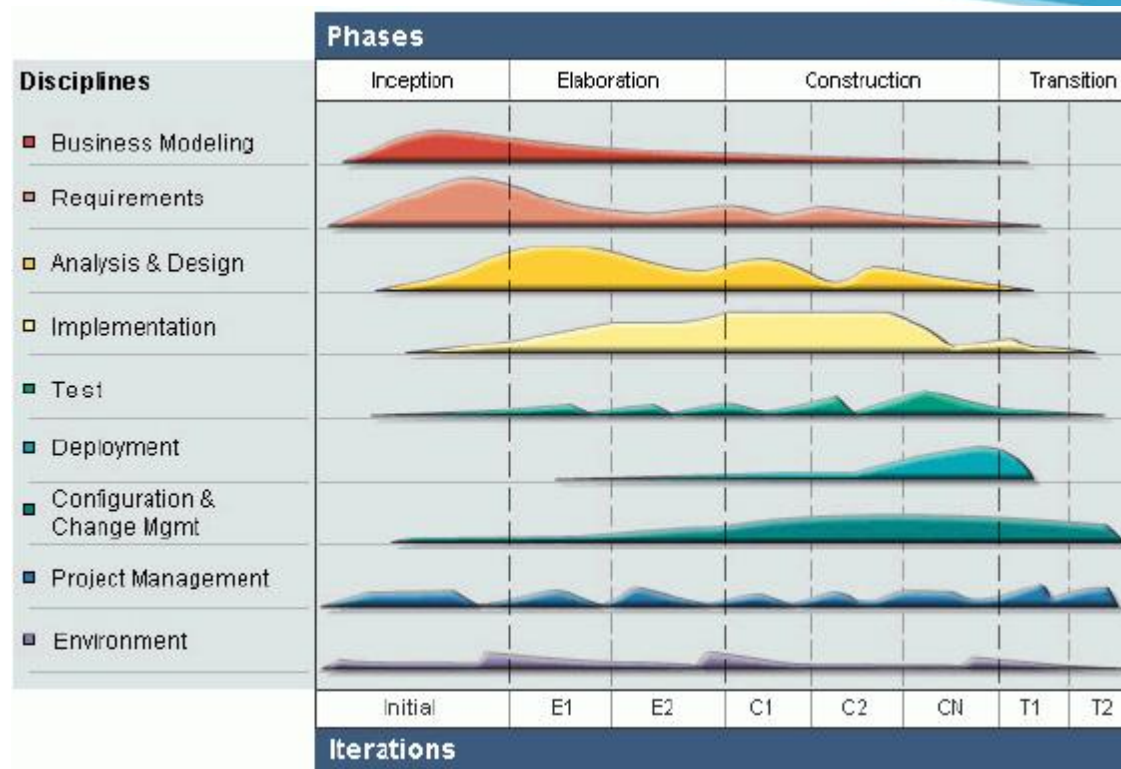 Phases
Disciplines
Inception Elaboration Construction Transition
Business Modeling
Requirements
Analysis & Design
Implementation
Test
Deployment
Configuration &
Change Mgmt
Project Management
Environment
Initial E1 E2 C1 C2 CN T1 T2
Iterations